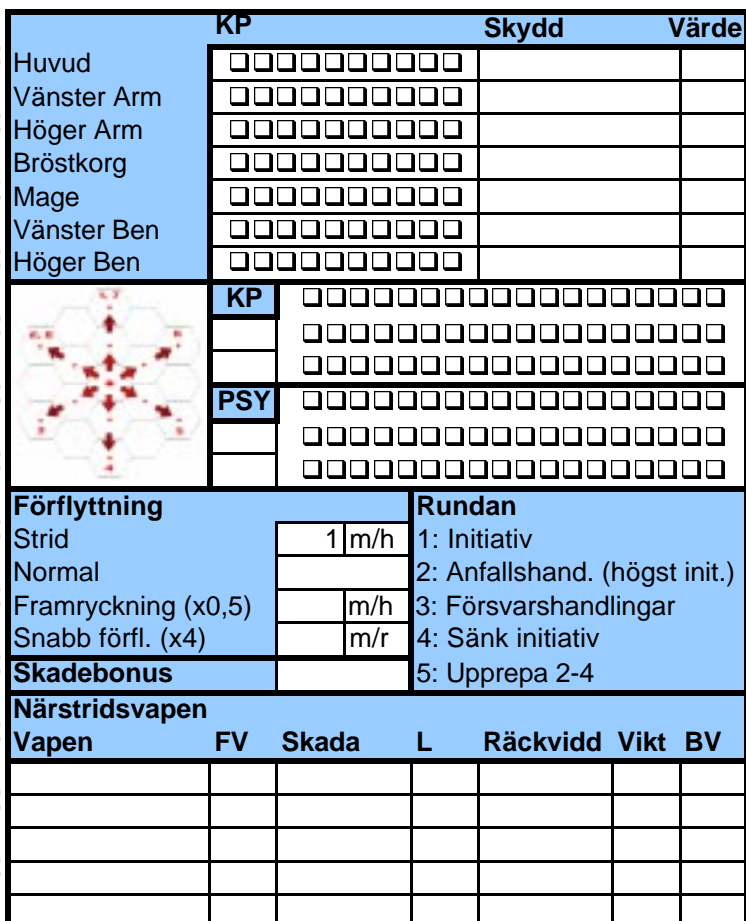 KP Skydd Värde
Huvud
Vänster Arm
Höger Arm
Bröstkorg
Mage
Vänster Ben
Höger Ben
KP
PSY
Förflyttning Rundan
Strid 1 m/h 1: Initiativ
Normal 2: Anfallshand. (högst init.)
Framryckning (x0,5) m/h 3: Försvarshandlingar
Snabb förfl. (x4) m/r 4: Sänk initiativ
Skadebonus 5: Upprepa 2-4
Närstridsvapen
Vapen FV Skada L Räckvidd Vikt BV